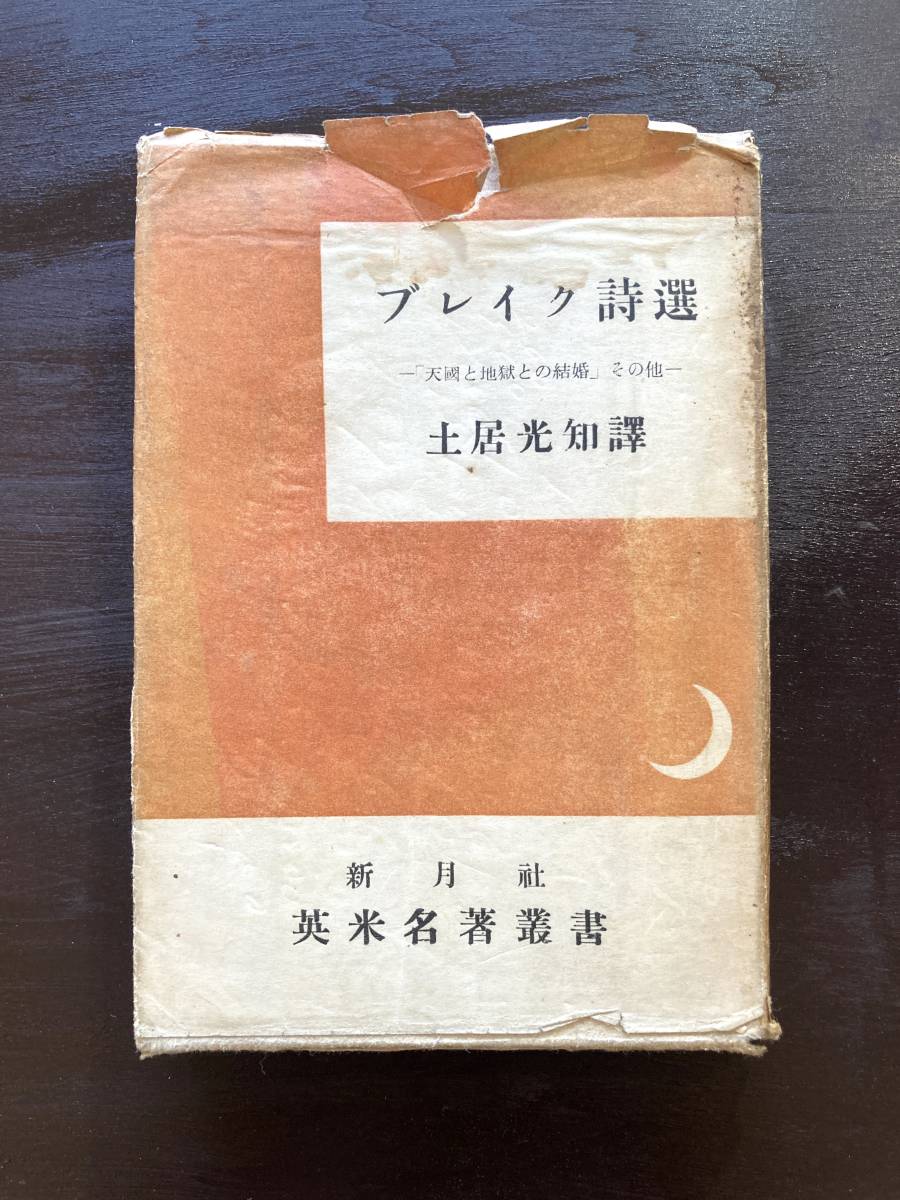 ブレイク詩選
—「天國と地獄との結婚」その他—
土居光知譯
新月社
英米名著叢書